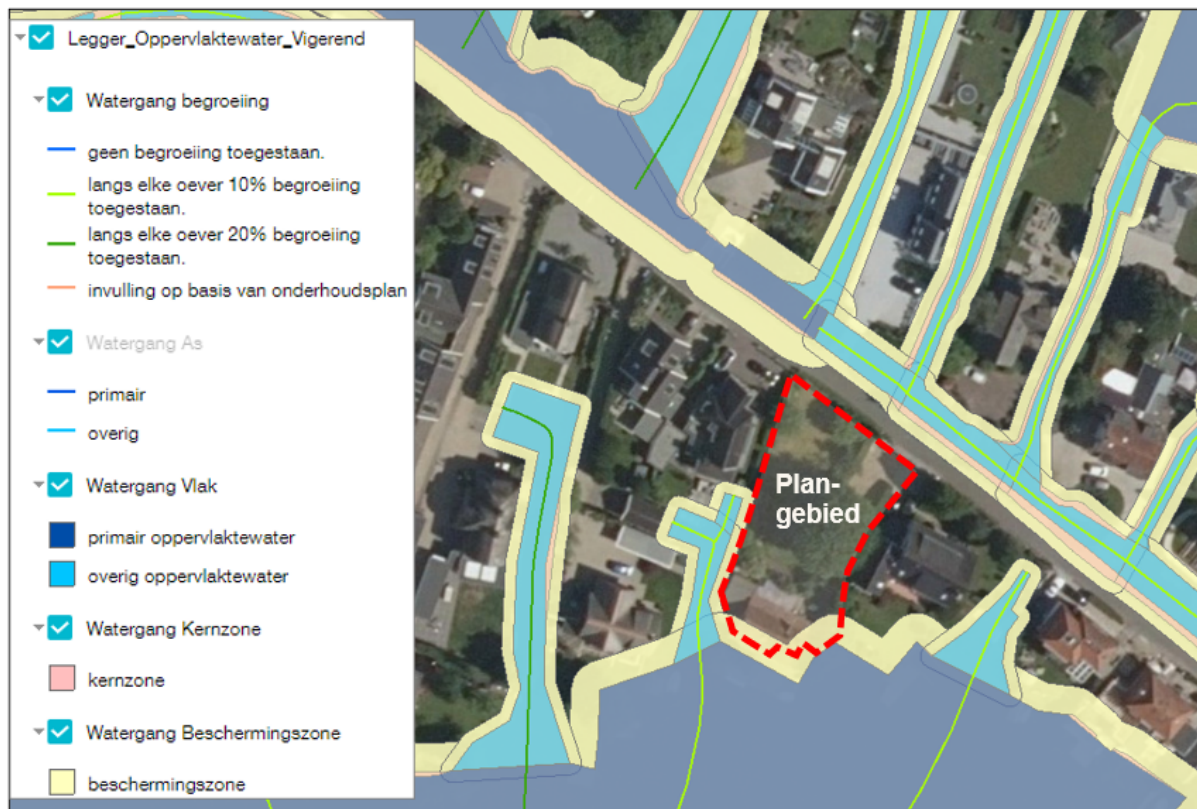 Legger_Oppervlaktewater_Vigerend
Watergang begroeiing
geen begroeiing toegestaan.
langs elke oever 10% begroeiing
toegestaan.
langs elke oever 20% begroeiing
toegestaan.
invulling op basis van onderhoudsplan
Watergang As
primair
overig
Watergang Vlak
primair oppervlaktewater
overig oppervlaktewater
Watergang Kernzone
kernzone
Watergang Beschermingszone
beschermingszone
Plan-
gebied